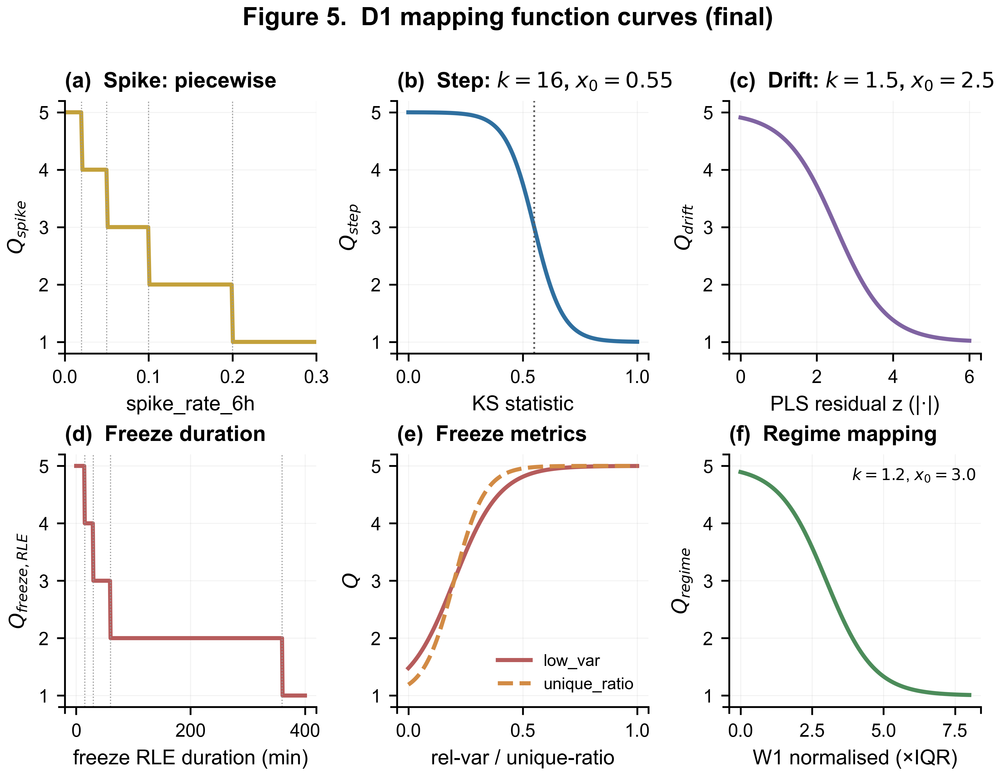 Figure 5.  D1 mapping function curves (final)
(a)  Spike: piecewise
5
4
3
2
1
Q_spike
0.0 0.1 0.2 0.3
spike_rate_6h
(b)  Step: k = 16, x₀ = 0.55
5
4
3
2
1
Q_step
0.0 0.5 1.0
KS statistic
(c)  Drift: k = 1.5, x₀ = 2.5
5
4
3
2
1
Q_drift
0 2 4 6
PLS residual z (|·|)
(d)  Freeze duration
5
4
3
2
1
Q_freeze, RLE
0 200 400
freeze RLE duration (min)
(e)  Freeze metrics
5
4
3
2
1
Q
low_var
unique_ratio
0.0 0.5 1.0
rel-var / unique-ratio
(f)  Regime mapping
k = 1.2, x₀ = 3.0
5
4
3
2
1
Q_regime
0.0 2.5 5.0 7.5
W1 normalised (×IQR)